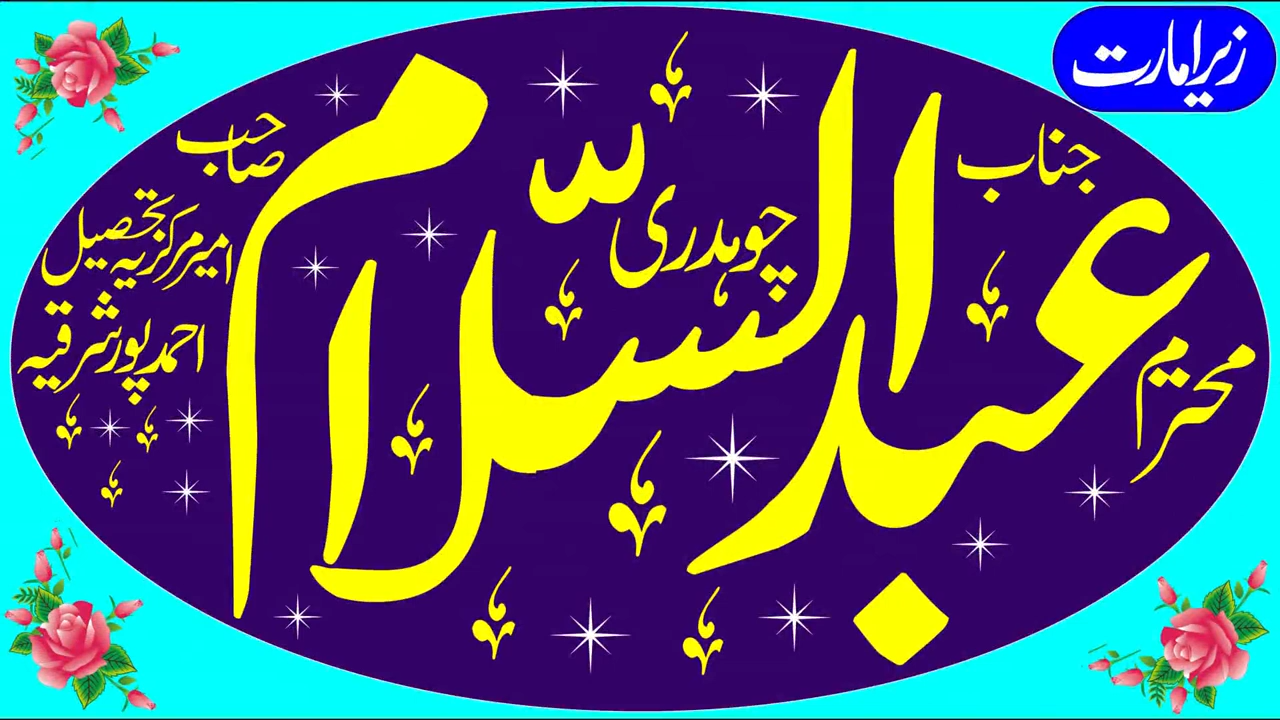 زیر امارت
محترم جناب
چوہدری
عبدالسلام
صاحب
امیر مرکزیہ تحصیل
احمد پور شرقیہ